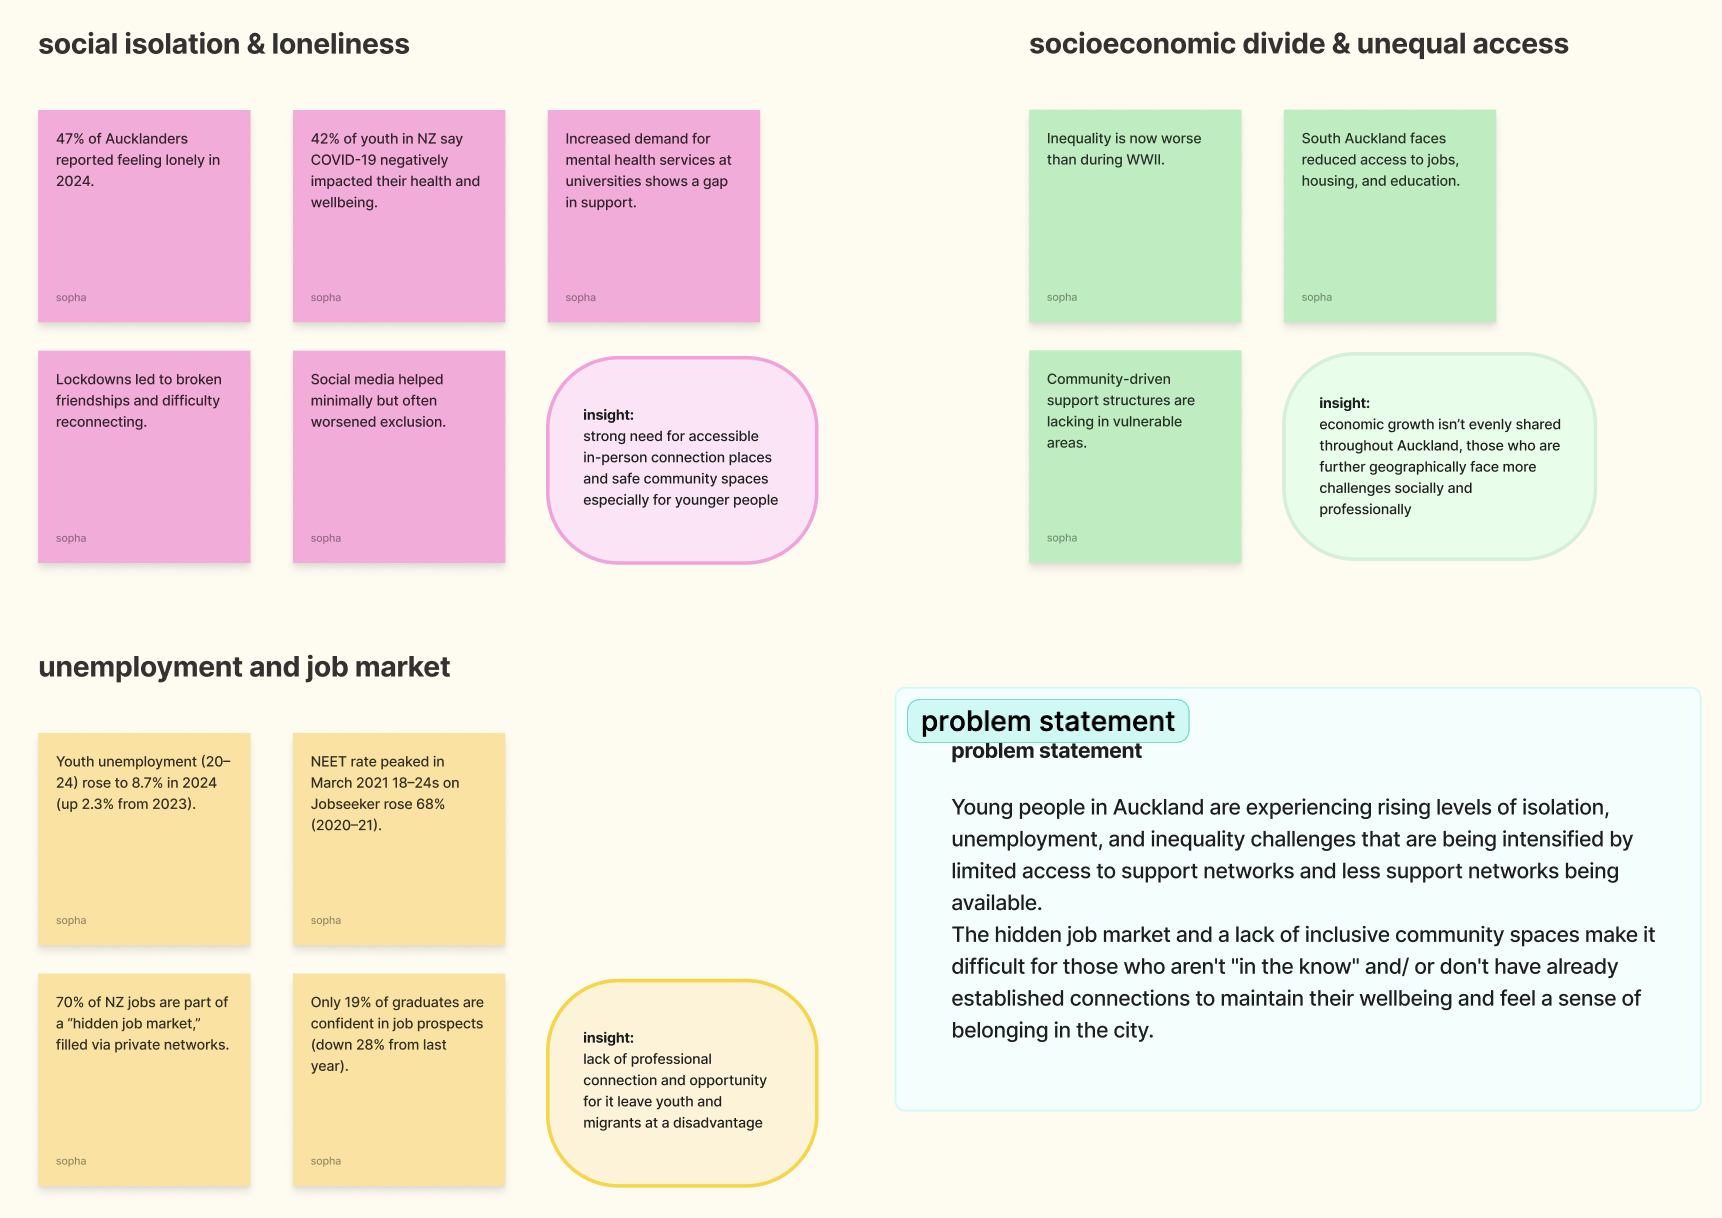 social isolation & loneliness
47% of Aucklanders
reported feeling lonely in
2024.
sopha
42% of youth in NZ say
COVID-19 negatively
impacted their health and
wellbeing.
sopha
Increased demand for
mental health services at
universities shows a gap
in support.
sopha
Lockdowns led to broken
friendships and difficulty
reconnecting.
sopha
Social media helped
minimally but often
worsened exclusion.
sopha
insight:
strong need for accessible
in-person connection places
and safe community spaces
especially for younger people
socioeconomic divide & unequal access
Inequality is now worse
than during WWII.
sopha
South Auckland faces
reduced access to jobs,
housing, and education.
sopha
Community-driven
support structures are
lacking in vulnerable
areas.
sopha
insight:
economic growth isn’t evenly shared
throughout Auckland, those who are
further geographically face more
challenges socially and
professionally
unemployment and job market
Youth unemployment (20–
24) rose to 8.7% in 2024
(up 2.3% from 2023).
sopha
NEET rate peaked in
March 2021 18–24s on
Jobseeker rose 68%
(2020–21).
sopha
70% of NZ jobs are part of
a “hidden job market,”
filled via private networks.
sopha
Only 19% of graduates are
confident in job prospects
(down 28% from last
year).
sopha
insight:
lack of professional
connection and opportunity
for it leave youth and
migrants at a disadvantage
problem statement
problem statement
Young people in Auckland are experiencing rising levels of isolation,
unemployment, and inequality challenges that are being intensified by
limited access to support networks and less support networks being
available.
The hidden job market and a lack of inclusive community spaces make it
difficult for those who aren't "in the know" and/ or don't have already
established connections to maintain their wellbeing and feel a sense of
belonging in the city.